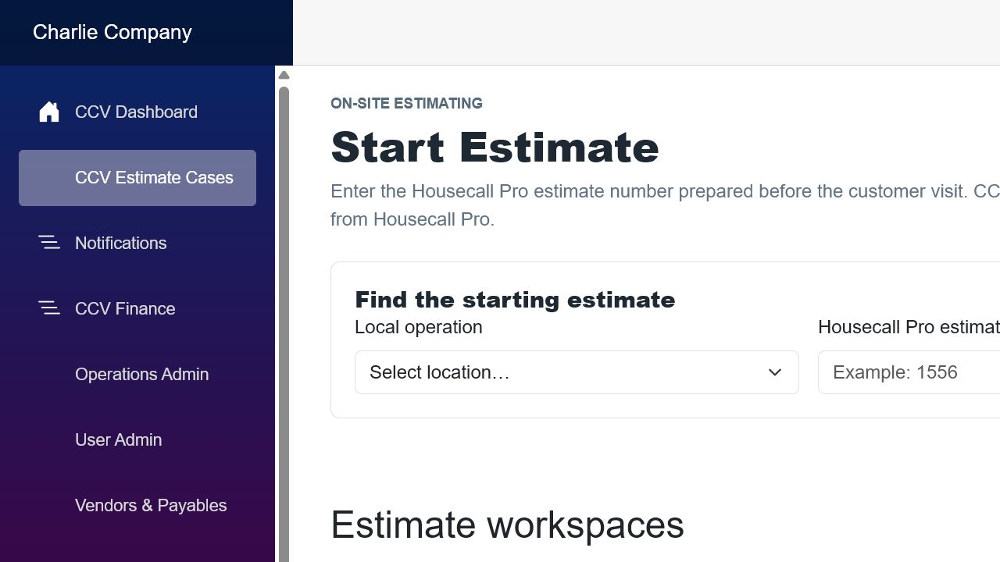 Charlie Company
CCV Dashboard
CCV Estimate Cases
Notifications
CCV Finance
Operations Admin
User Admin
Vendors & Payables
ON-SITE ESTIMATING
Start Estimate
Enter the Housecall Pro estimate number prepared before the customer visit. CC
from Housecall Pro.
Find the starting estimate
Local operation
Select location…
Housecall Pro estimat
Example: 1556
Estimate workspaces